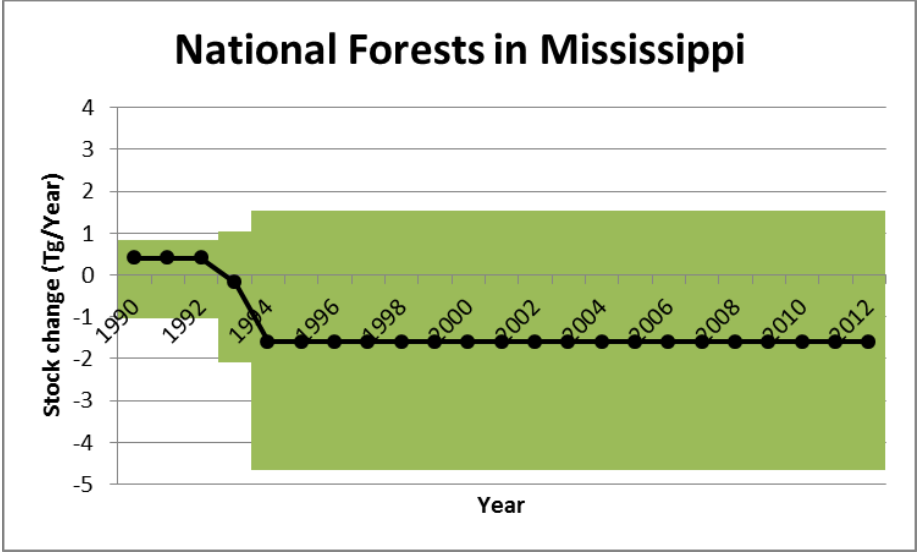 National Forests in Mississippi
4
3
2
1
0
-1
-2
-3
-4
-5
Stock change (Tg/Year)
1990 1992 1994 1996 1998 2000 2002 2004 2006 2008 2010 2012
Year